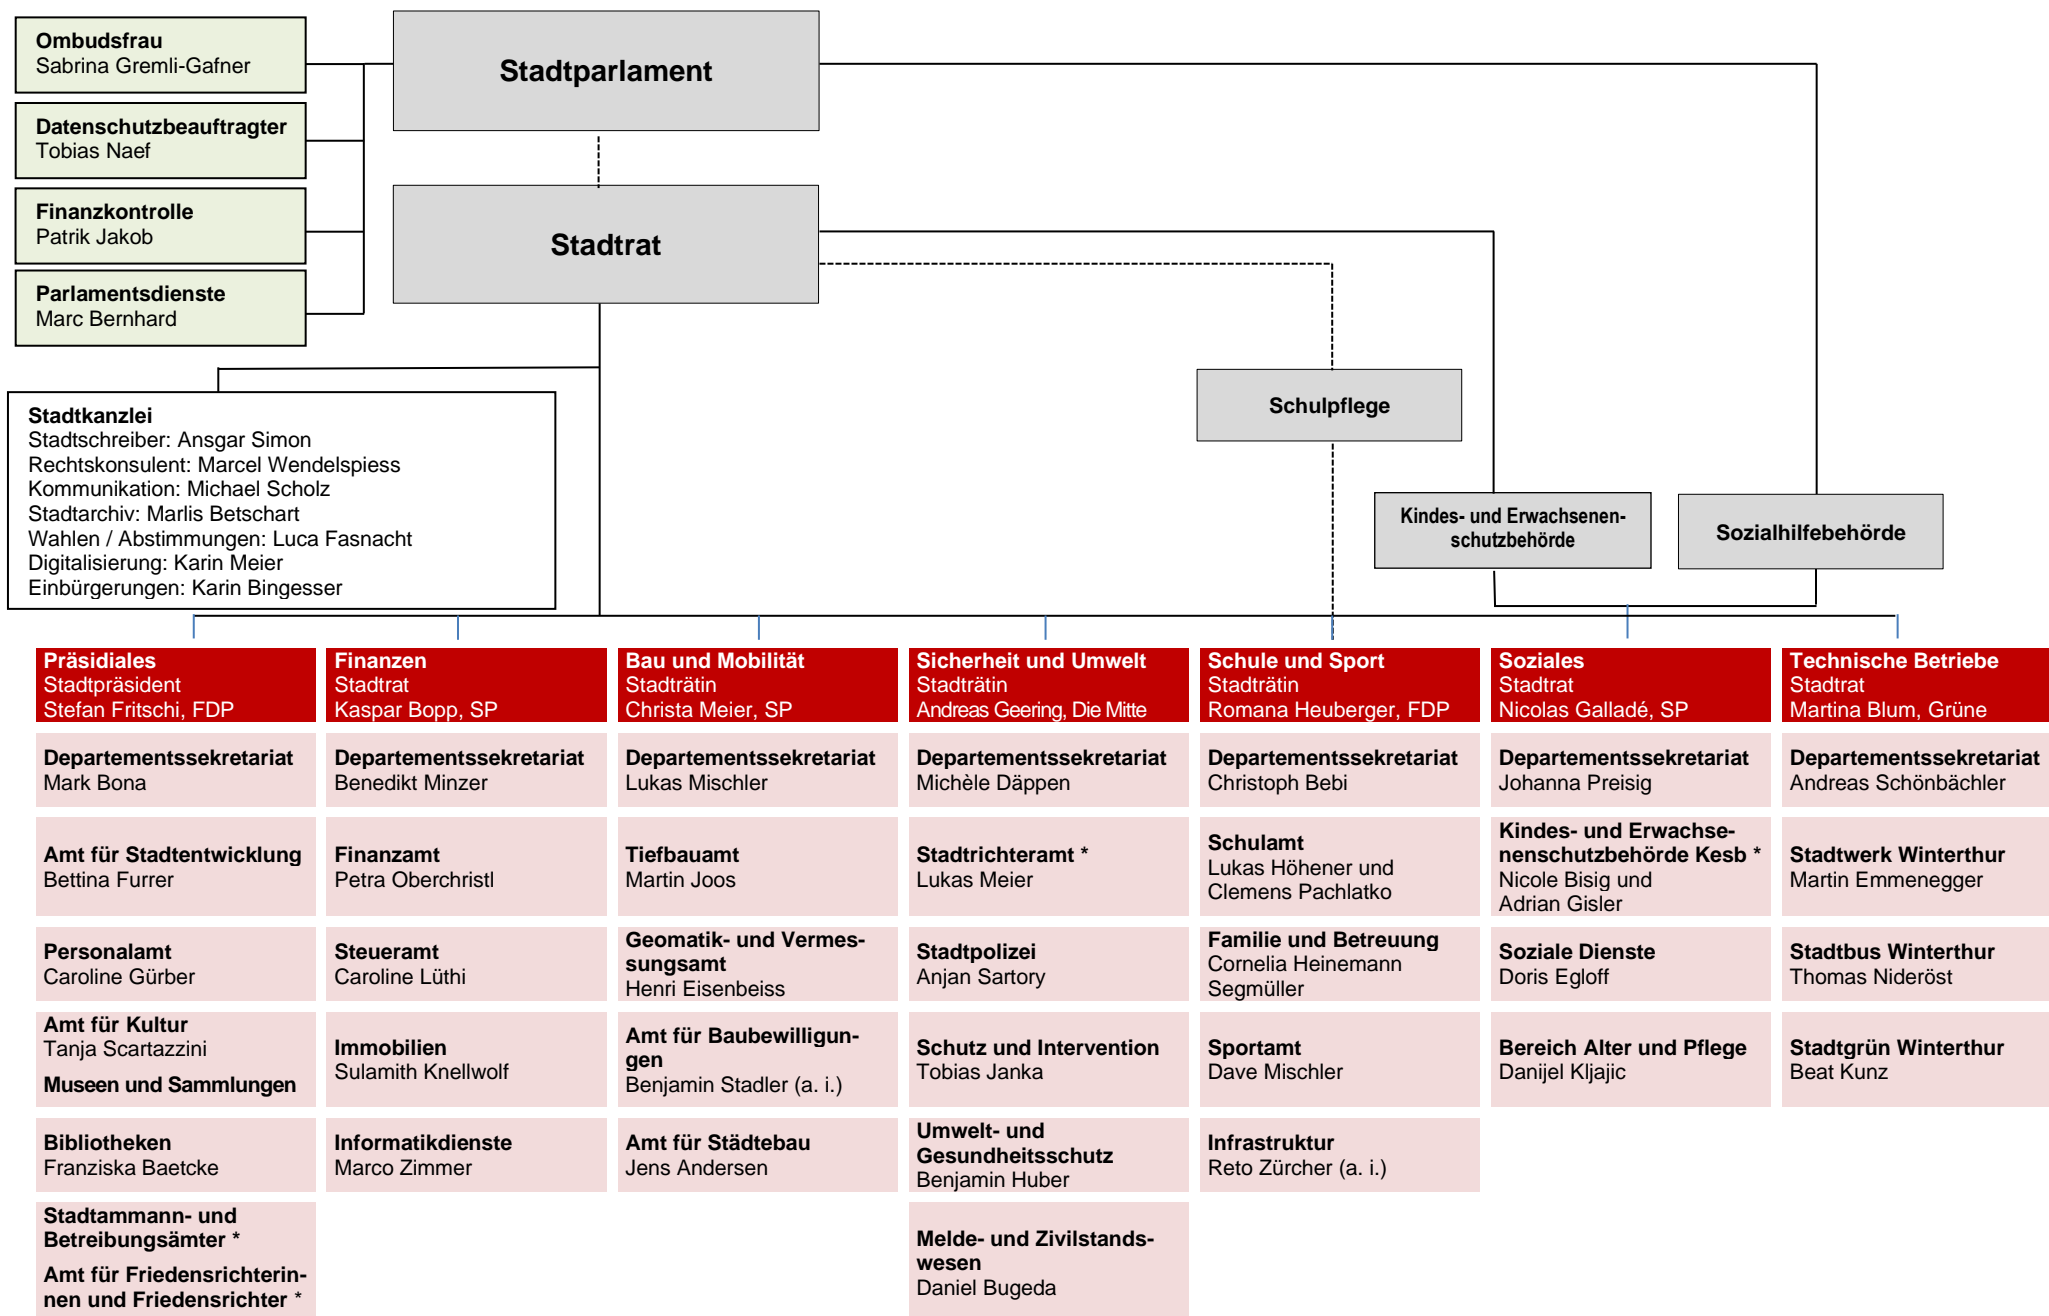 Ombudsfrau
Sabrina Gremli-Gafner
Datenschutzbeauftragter
Tobias Naef
Finanzkontrolle
Patrik Jakob
Parlamentsdienste
Marc Bernhard
Stadtparlament
Stadtrat
Stadtkanzlei
Stadtschreiber: Ansgar Simon
Rechtskonsulent: Marcel Wendelspiess
Kommunikation: Michael Scholz
Stadtarchiv: Marlis Betschart
Wahlen / Abstimmungen: Luca Fasnacht
Digitalisierung: Karin Meier
Einbürgerungen: Karin Bingesser
Schulpflege
Kindes- und Erwachsenen-
schutzbehörde
Sozialhilfebehörde
Präsidiales
Stadtpräsident
Stefan Fritschi, FDP
Departementssekretariat
Mark Bona
Amt für Stadtentwicklung
Bettina Furrer
Personalamt
Caroline Gürber
Amt für Kultur
Tanja Scartazzini
Museen und Sammlungen
Bibliotheken
Franziska Baetcke
Stadtammann- und
Betreibungsämter *
Amt für Friedensrichterin-
nen und Friedensrichter *
Finanzen
Stadtrat
Kaspar Bopp, SP
Departementssekretariat
Benedikt Minzer
Finanzamt
Petra Oberchristl
Steueramt
Caroline Lüthi
Immobilien
Sulamith Knellwolf
Informatikdienste
Marco Zimmer
Bau und Mobilität
Stadträtin
Christa Meier, SP
Departementssekretariat
Lukas Mischler
Tiefbauamt
Martin Joos
Geomatik- und Vermes-
sungsamt
Henri Eisenbeiss
Amt für Baubewilligun-
gen
Benjamin Stadler (a. i.)
Amt für Städtebau
Jens Andersen
Sicherheit und Umwelt
Stadträtin
Andreas Geering, Die Mitte
Departementssekretariat
Michèle Däppen
Stadtrichteramt *
Lukas Meier
Stadtpolizei
Anjan Sartory
Schutz und Intervention
Tobias Janka
Umwelt- und
Gesundheitsschutz
Benjamin Huber
Melde- und Zivilstands-
wesen
Daniel Bugeda
Schule und Sport
Stadträtin
Romana Heuberger, FDP
Departementssekretariat
Christoph Bebi
Schulamt
Lukas Höhener und
Clemens Pachlatko
Familie und Betreuung
Cornelia Heinemann
Segmüller
Sportamt
Dave Mischler
Infrastruktur
Reto Zürcher (a. i.)
Soziales
Stadtrat
Nicolas Galladé, SP
Departementssekretariat
Johanna Preisig
Kindes- und Erwachse-
nenschutzbehörde Kesb *
Nicole Bisig und
Adrian Gisler
Soziale Dienste
Doris Egloff
Bereich Alter und Pflege
Danijel Kljajic
Technische Betriebe
Stadtrat
Martina Blum, Grüne
Departementssekretariat
Andreas Schönbächler
Stadtwerk Winterthur
Martin Emmenegger
Stadtbus Winterthur
Thomas Nideröst
Stadtgrün Winterthur
Beat Kunz